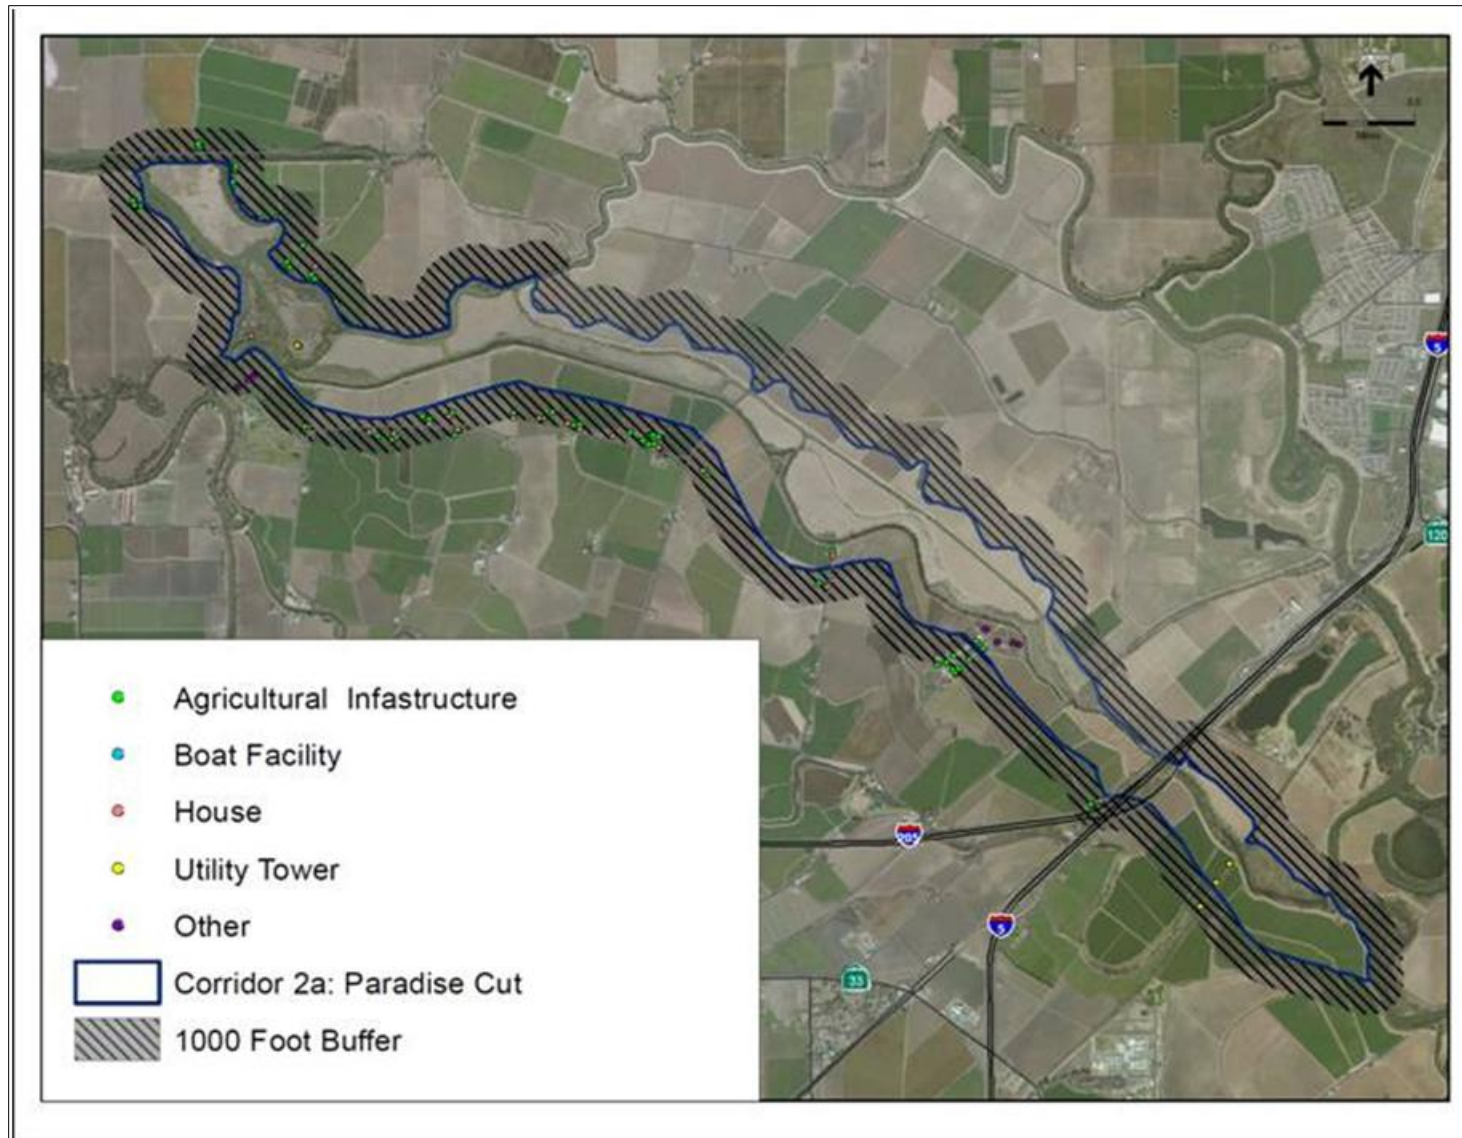 5
120
Agricultural Infastructure
Boat Facility
House
Utility Tower
205
Other
5
33
Corridor 2a: Paradise Cut
1000 Foot Buffer